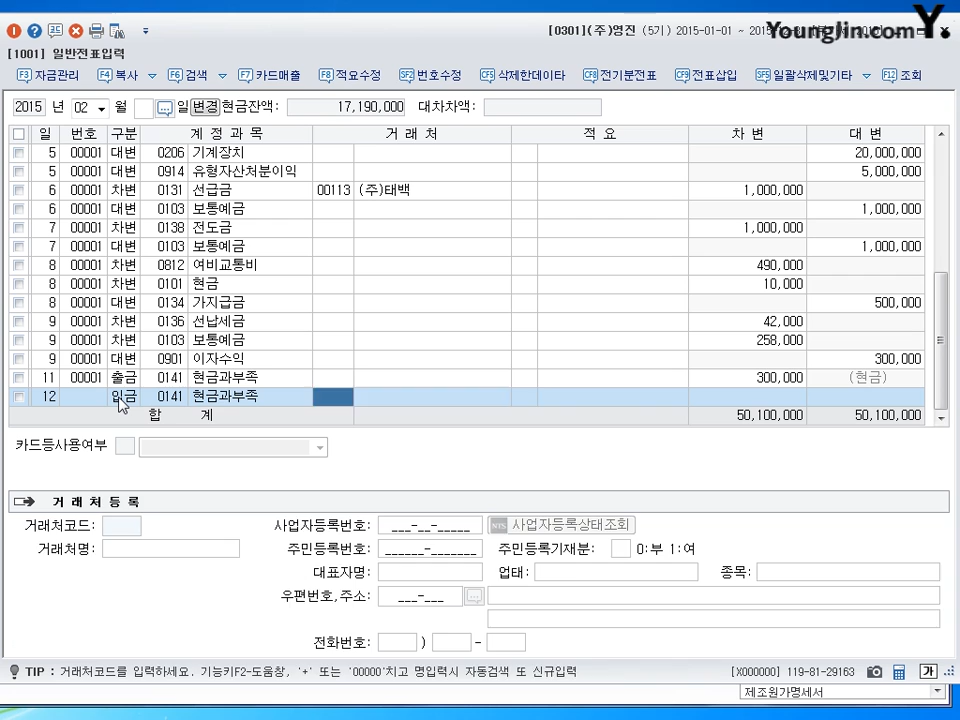 [0301](주)명진 (5기) 2015-01-01 ~ 2015-12-
Younglin.com Y.
[1001] 일반전표입력
F3 자금관리 F4 복사 F6 검색 F7 카드매출 F8 적요수정 SF2 번호수정 CF5 삭제한데이타 CF8 전기분전표 CF9 전표삽입 SF5 일괄삭제및기타 F12 조회
2015 년 02 월 일 변경 현금잔액: 17,190,000 대차차액:
일 번호 구분 계 정 과 목 거 래 처 적 요 차 변 대 변
5 00001 대변 0206 기계장치 20,000,000
5 00001 대변 0914 유형자산처분이익 5,000,000
6 00001 차변 0131 선급금 00113 (주)태백 1,000,000
6 00001 대변 0103 보통예금 1,000,000
7 00001 차변 0138 전도금 1,000,000
7 00001 대변 0103 보통예금 1,000,000
8 00001 차변 0812 여비교통비 490,000
8 00001 차변 0101 현금 10,000
8 00001 대변 0134 가지급금 500,000
9 00001 차변 0136 선납세금 42,000
9 00001 차변 0103 보통예금 258,000
9 00001 대변 0901 이자수익 300,000
11 00001 출금 0141 현금과부족 300,000 (현금)
12 입금 0141 현금과부족
합 계 50,100,000 50,100,000
카드등사용여부
거 래 처 등 록
거래처코드: 사업자등록번호: ___-__-_____ NTS 사업자등록상태조회
거래처명: 주민등록번호: ______-_______ 주민등록기재분: 0:부 1:여
대표자명: 업태: 종목:
우편번호,주소: ___-___
전화번호: ) -
TIP : 거래처코드를 입력하세요. 기능키F2-도움창, '+' 또는 '00000'치고 명입력시 자동검색 또 신규입력 [X000000] 119-81-29163 가
제조원가명세서